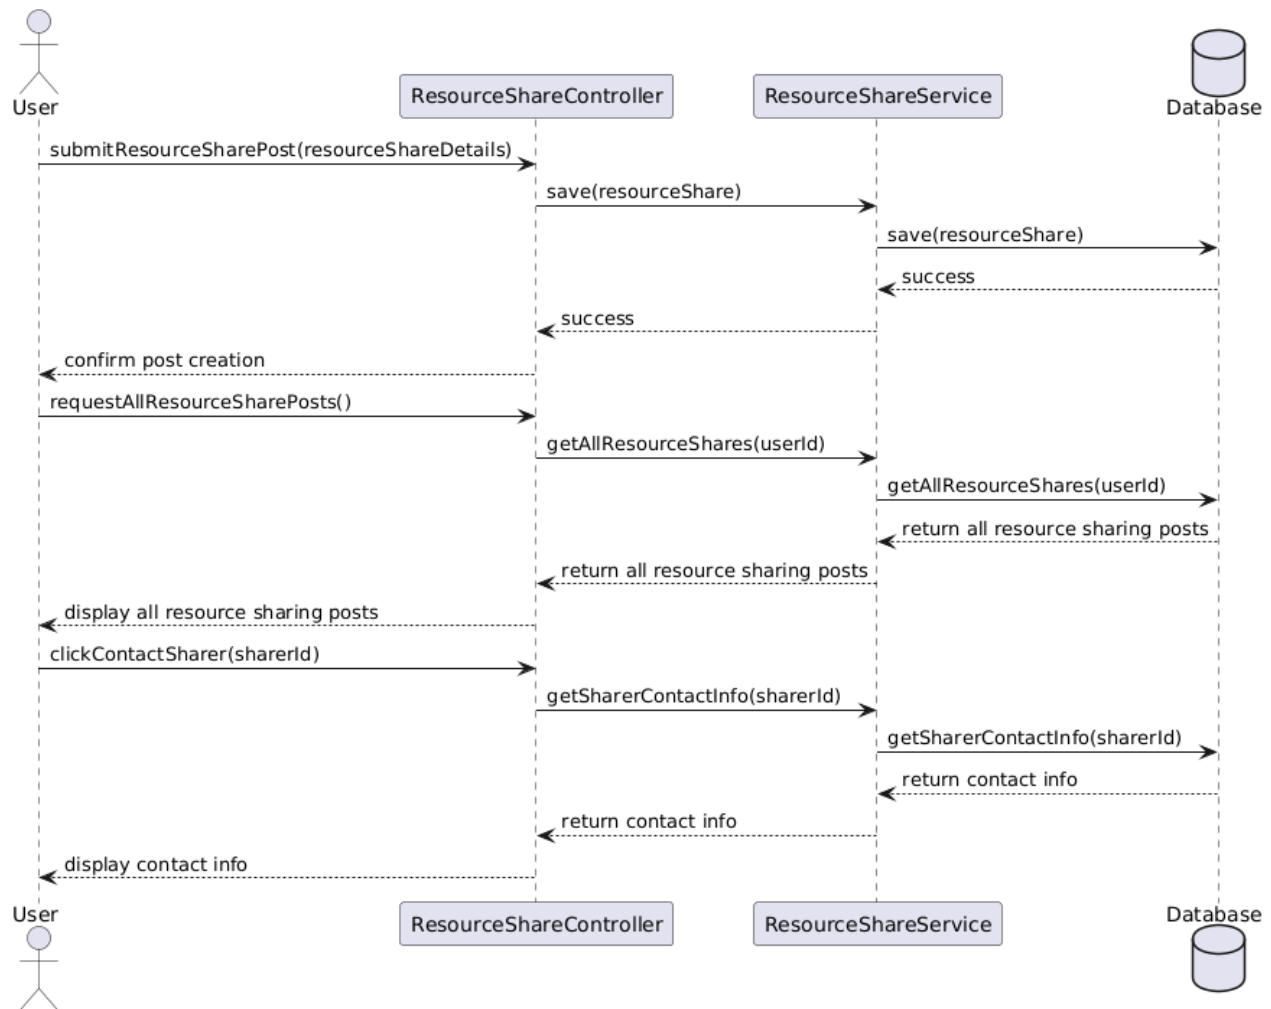 User
ResourceShareController
ResourceShareService
Database
submitResourceSharePost(resourceShareDetails)
save(resourceShare)
save(resourceShare)
success
success
confirm post creation
requestAllResourceSharePosts()
getAllResourceShares(userId)
getAllResourceShares(userId)
return all resource sharing posts
return all resource sharing posts
display all resource sharing posts
clickContactSharer(sharerId)
getSharerContactInfo(sharerId)
getSharerContactInfo(sharerId)
return contact info
return contact info
display contact info
User
ResourceShareController
ResourceShareService
Database